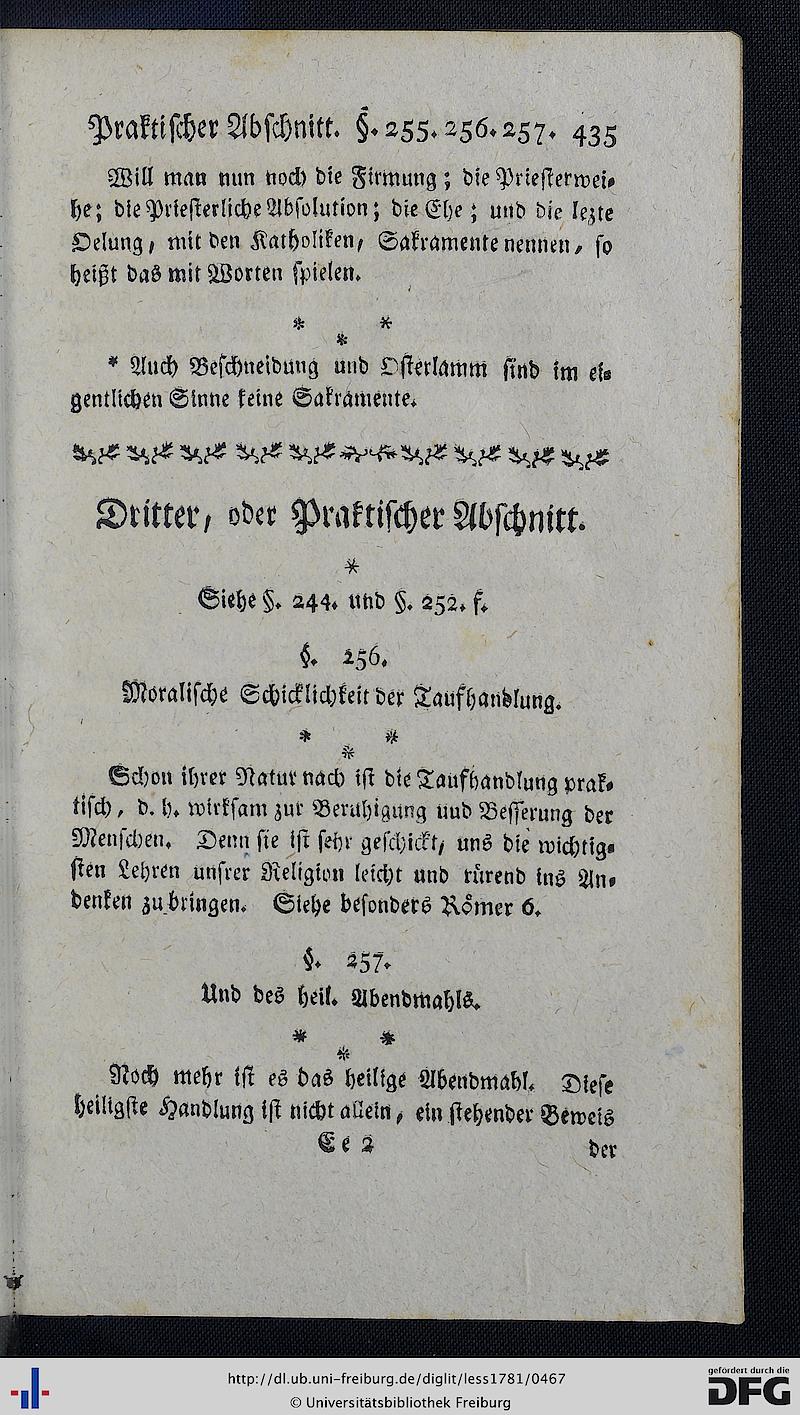 Praktischer Abschnitt. §. 255. 256. 257. 435
Will man nun noch die Firmung; die Priesterwei-
he; die Priesterliche Absolution; die Ehe; und die lezte
Oelung, mit den Katholiken, Sakramente nennen, so
heißt das mit Worten spielen.
* * *
* Auch Beschneidung und Osterlamm sind im ei-
gentlichen Sinne keine Sakramente.
Dritter, oder Praktischer Abschnitt.
*
Siehe §. 244. und §. 252. f.
§. 256.
Moralische Schicklichkeit der Taufhandlung.
* * *
Schon ihrer Natur nach ist die Taufhandlung prak-
tisch, d. h. wirksam zur Beruhigung uud Besserung der
Menschen. Denn sie ist sehr geschickt, uns die wichtig-
sten Lehren unsrer Religion leicht und rürend ins An-
denken zu bringen. Siehe besonders Römer 6.
§. 257.
Und des heil. Abendmahls.
* * *
Noch mehr ist es das heilige Abendmahl. Diese
heiligste Handlung ist nicht allein, ein stehender Beweis
Ee 2 der
http://dl.ub.uni-freiburg.de/diglit/less1781/0467
© Universitätsbibliothek Freiburg
gefördert durch die
DFG